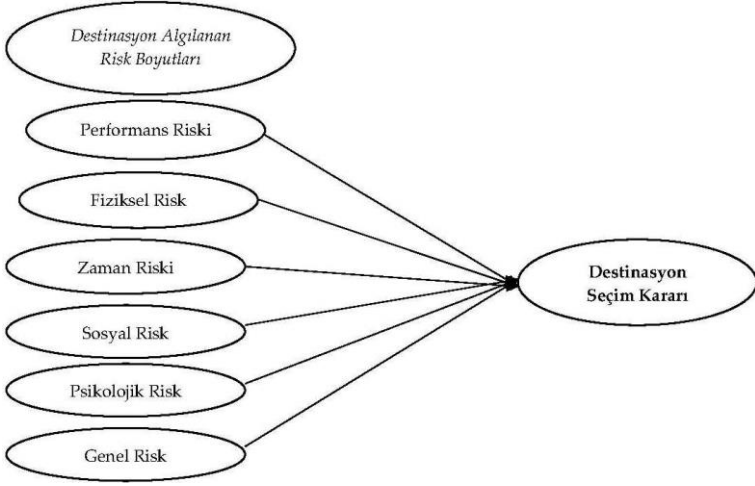 Destinasyon Algılanan
Risk Boyutları
Performans Riski
Fiziksel Risk
Zaman Riski
Sosyal Risk
Psikolojik Risk
Genel Risk
Destinasyon
Seçim Kararı